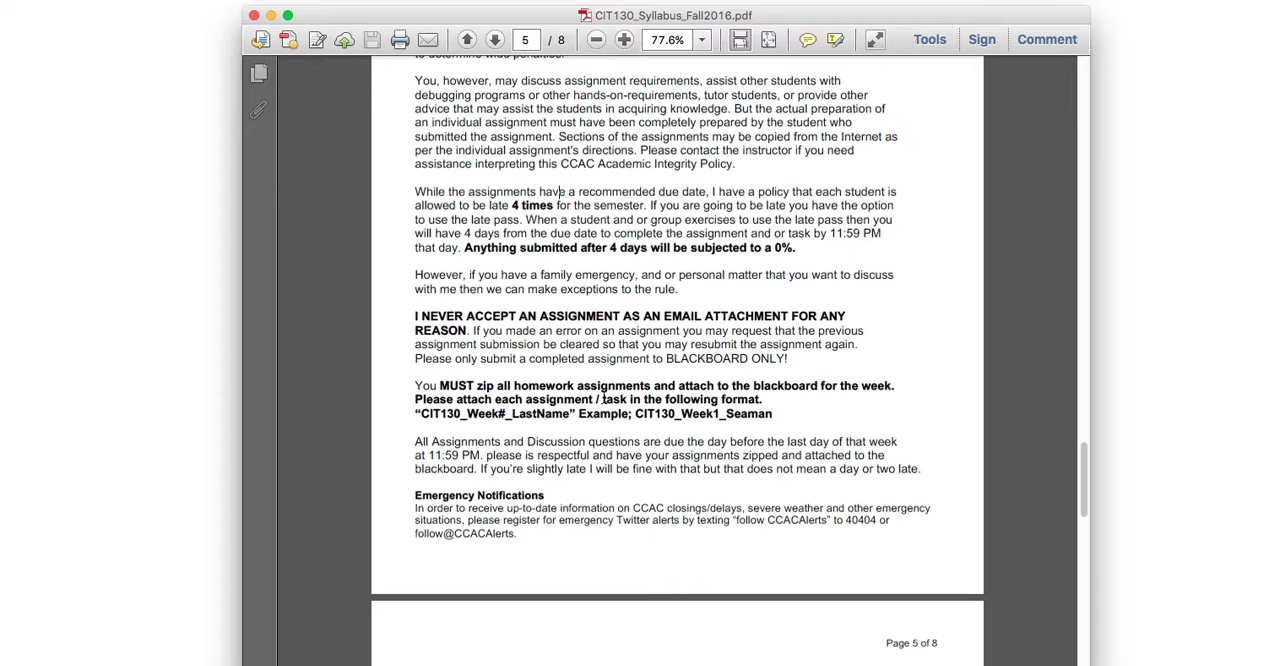 CIT130_Syllabus_Fall2016.pdf
5 / 8 77.6% Tools Sign Comment
to determine wise penalties.
You, however, may discuss assignment requirements, assist other students with
debugging programs or other hands-on-requirements, tutor students, or provide other
advice that may assist the students in acquiring knowledge. But the actual preparation of
an individual assignment must have been completely prepared by the student who
submitted the assignment. Sections of the assignments may be copied from the Internet as
per the individual assignment's directions. Please contact the instructor if you need
assistance interpreting this CCAC Academic Integrity Policy.
While the assignments have a recommended due date, I have a policy that each student is
allowed to be late 4 times for the semester. If you are going to be late you have the option
to use the late pass. When a student and or group exercises to use the late pass then you
will have 4 days from the due date to complete the assignment and or task by 11:59 PM
that day. Anything submitted after 4 days will be subjected to a 0%.
However, if you have a family emergency, and or personal matter that you want to discuss
with me then we can make exceptions to the rule.
I NEVER ACCEPT AN ASSIGNMENT AS AN EMAIL ATTACHMENT FOR ANY
REASON. If you made an error on an assignment you may request that the previous
assignment submission be cleared so that you may resubmit the assignment again.
Please only submit a completed assignment to BLACKBOARD ONLY!
You MUST zip all homework assignments and attach to the blackboard for the week.
Please attach each assignment / task in the following format.
“CIT130_Week#_LastName” Example; CIT130_Week1_Seaman
All Assignments and Discussion questions are due the day before the last day of that week
at 11:59 PM. please is respectful and have your assignments zipped and attached to the
blackboard. If you’re slightly late I will be fine with that but that does not mean a day or two late.
Emergency Notifications
In order to receive up-to-date information on CCAC closings/delays, severe weather and other emergency
situations, please register for emergency Twitter alerts by texting “follow CCACAlerts” to 40404 or
follow@CCACAlerts.
Page 5 of 8